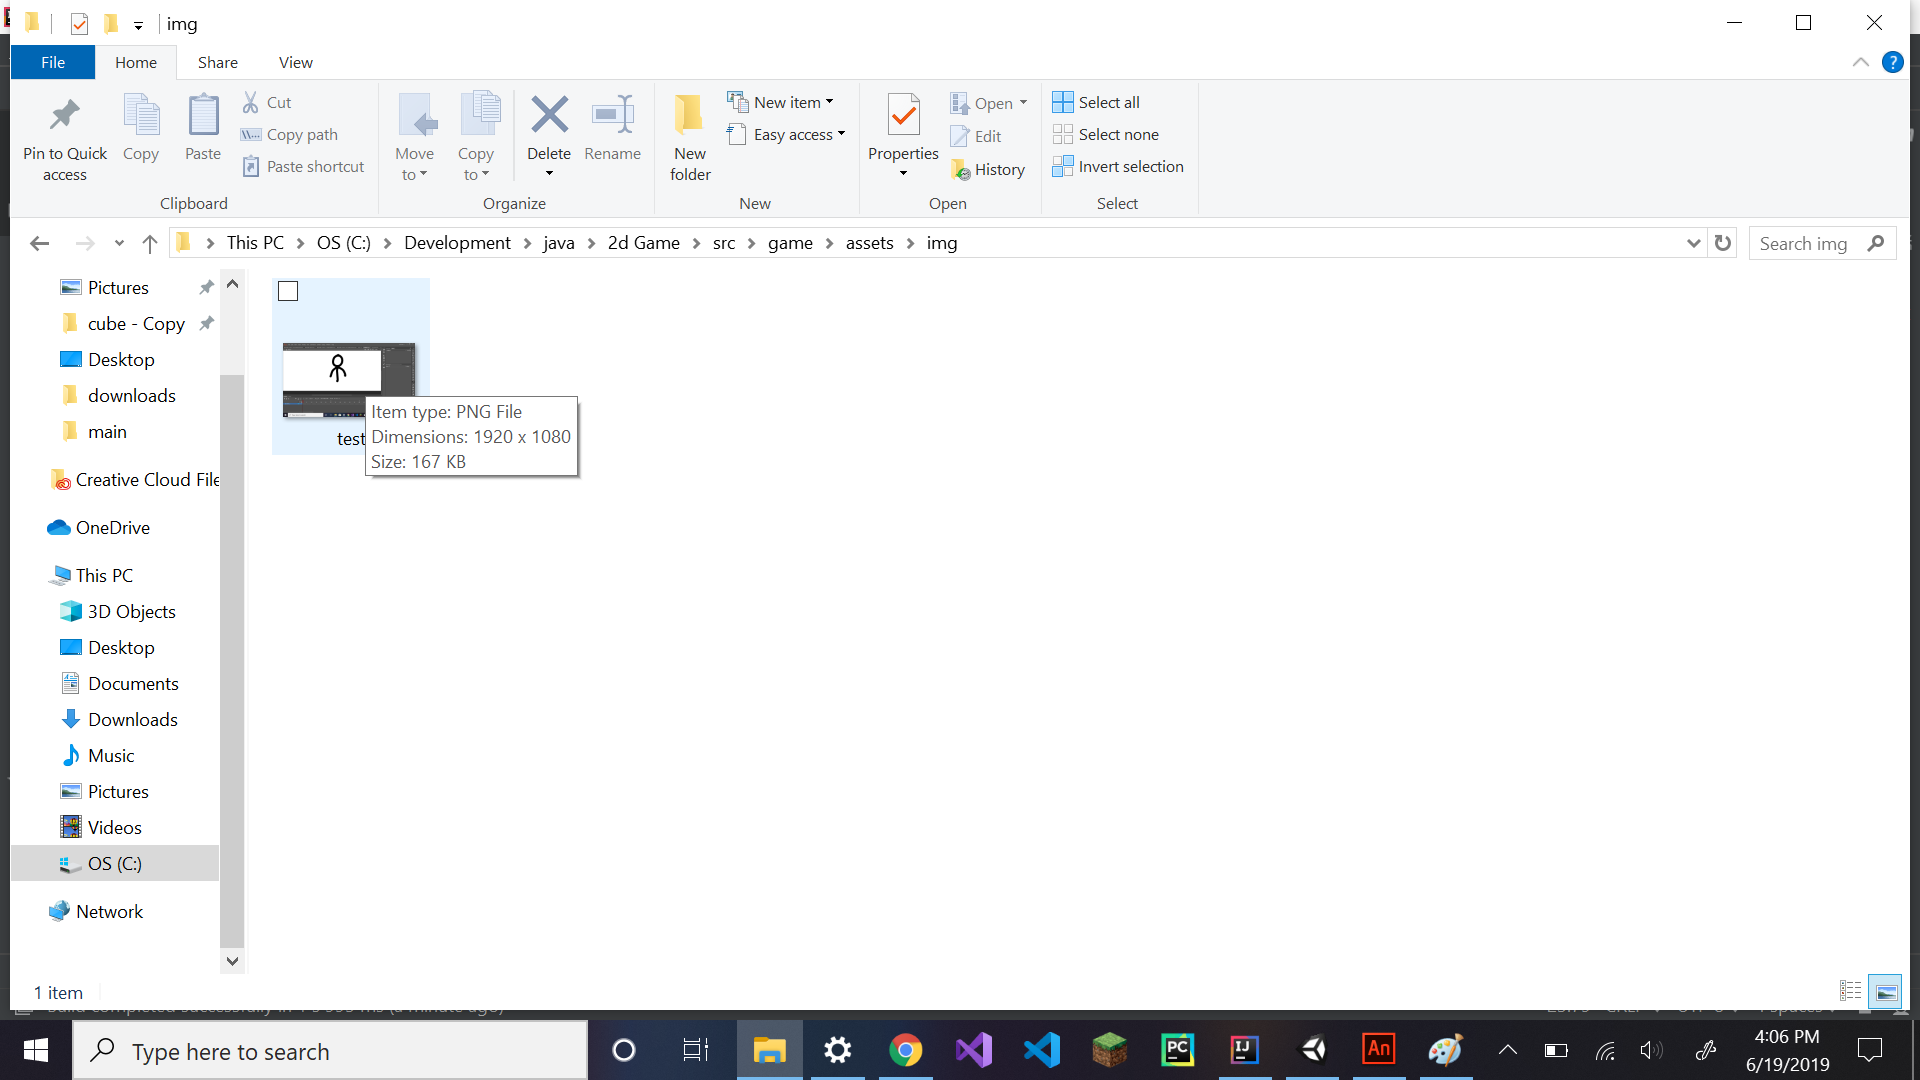 img
File Home Share View
Pin to Quick access
Copy
Paste
Cut
Copy path
Paste shortcut
Clipboard
Move to
Copy to
Delete
Rename
Organize
New folder
New item
Easy access
New
Properties
Open
Edit
History
Open
Select all
Select none
Invert selection
Select
This PC > OS (C:) > Development > java > 2d Game > src > game > assets > img
Search img
Pictures
cube - Copy
Desktop
downloads
main
Creative Cloud File
OneDrive
This PC
3D Objects
Desktop
Documents
Downloads
Music
Pictures
Videos
OS (C:)
Network
test
Item type: PNG File
Dimensions: 1920 x 1080
Size: 167 KB
1 item
Type here to search
PC
IJ
An
4:06 PM
6/19/2019